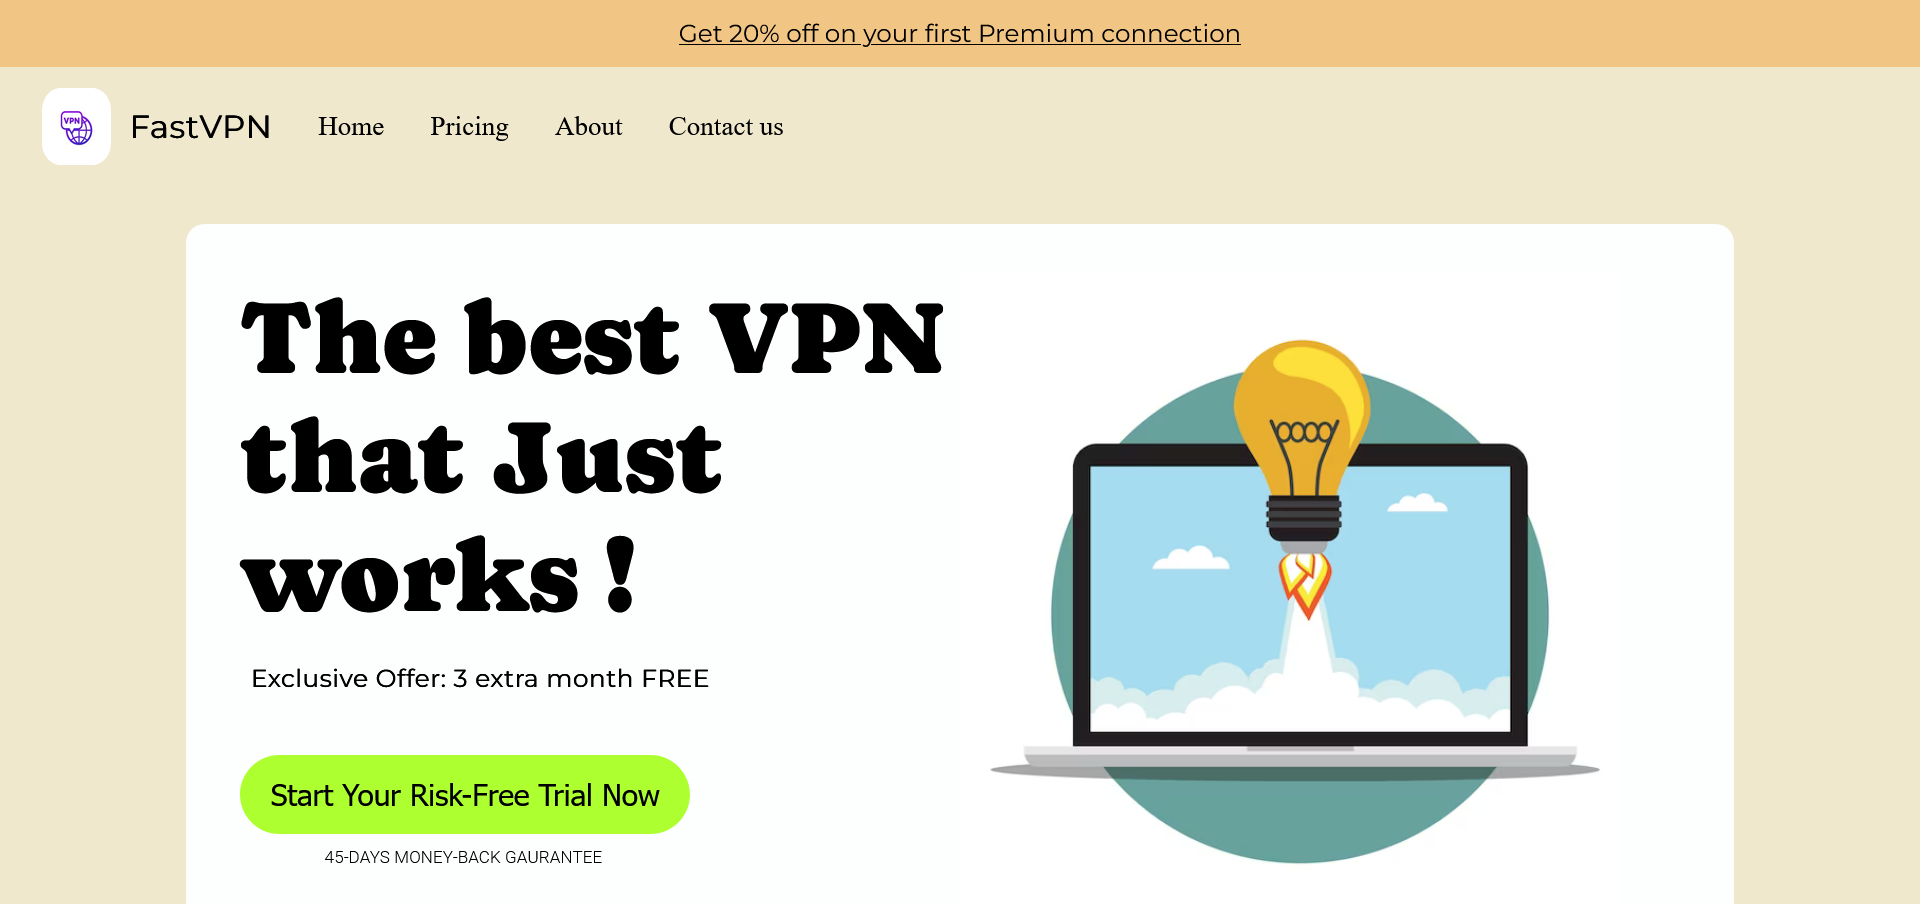 Get 20% off on your first Premium connection
VPN
FastVPN
Home
Pricing
About
Contact us
The best VPN
that Just
works !
Exclusive Offer: 3 extra month FREE
Start Your Risk-Free Trial Now
45-DAYS MONEY-BACK GAURANTEE